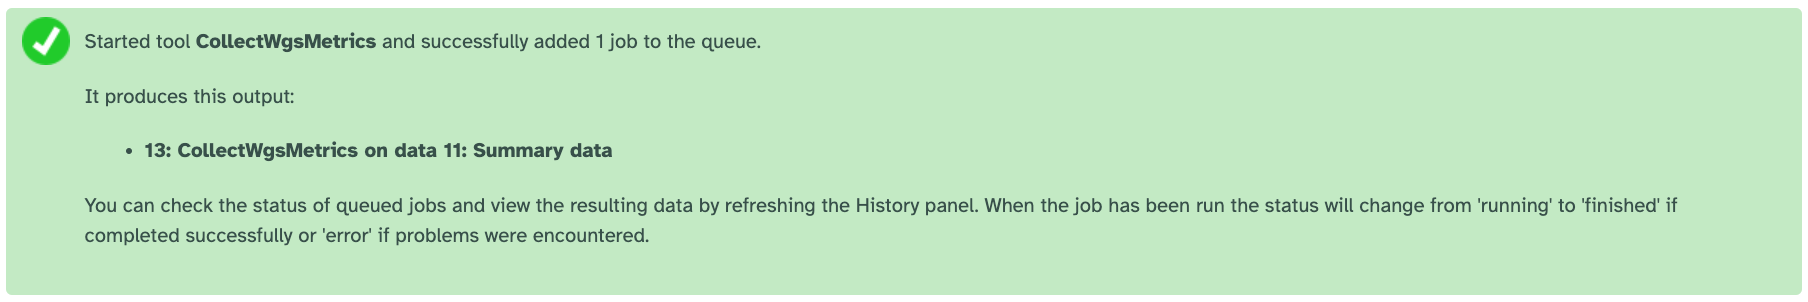 Started tool CollectWgsMetrics and successfully added 1 job to the queue.
It produces this output:
• 13: CollectWgsMetrics on data 11: Summary data
You can check the status of queued jobs and view the resulting data by refreshing the History panel. When the job has been run the status will change from 'running' to 'finished' if
completed successfully or 'error' if problems were encountered.